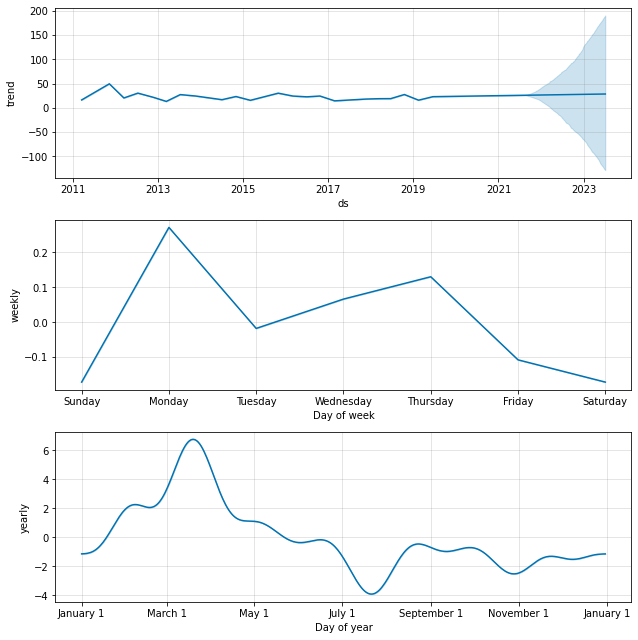 200
150
100
50
0
−50
−100
trend
2011 2013 2015 2017 2019 2021 2023
ds
0.2
0.1
0.0
−0.1
weekly
Sunday Monday Tuesday Wednesday Thursday Friday Saturday
Day of week
6
4
2
0
−2
−4
yearly
January 1 March 1 May 1 July 1 September 1 November 1 January 1
Day of year